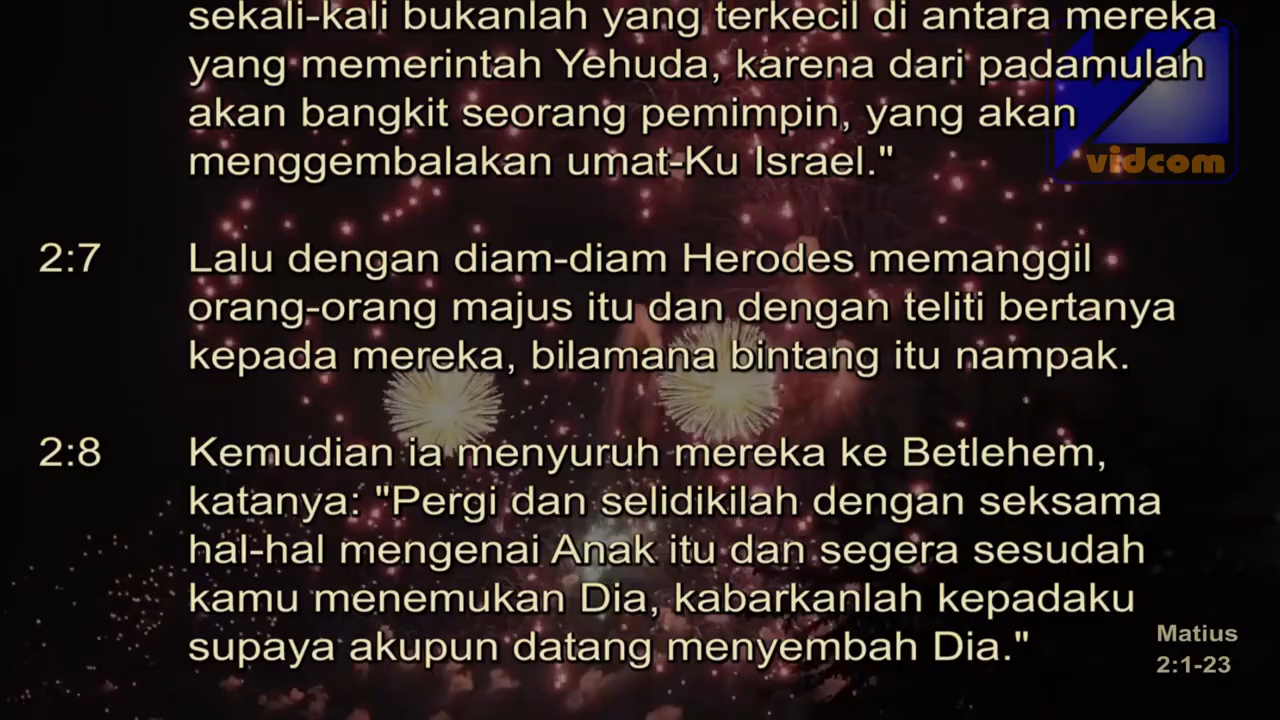 sekali-kali bukanlah yang terkecil di antara mereka
yang memerintah Yehuda, karena dari padamulah
akan bangkit seorang pemimpin, yang akan
menggembalakan umat-Ku Israel."
vidcom
2:7 Lalu dengan diam-diam Herodes memanggil
orang-orang majus itu dan dengan teliti bertanya
kepada mereka, bilamana bintang itu nampak.
2:8 Kemudian ia menyuruh mereka ke Betlehem,
katanya: "Pergi dan selidikilah dengan seksama
hal-hal mengenai Anak itu dan segera sesudah
kamu menemukan Dia, kabarkanlah kepadaku
supaya akupun datang menyembah Dia."
Matius
2:1-23